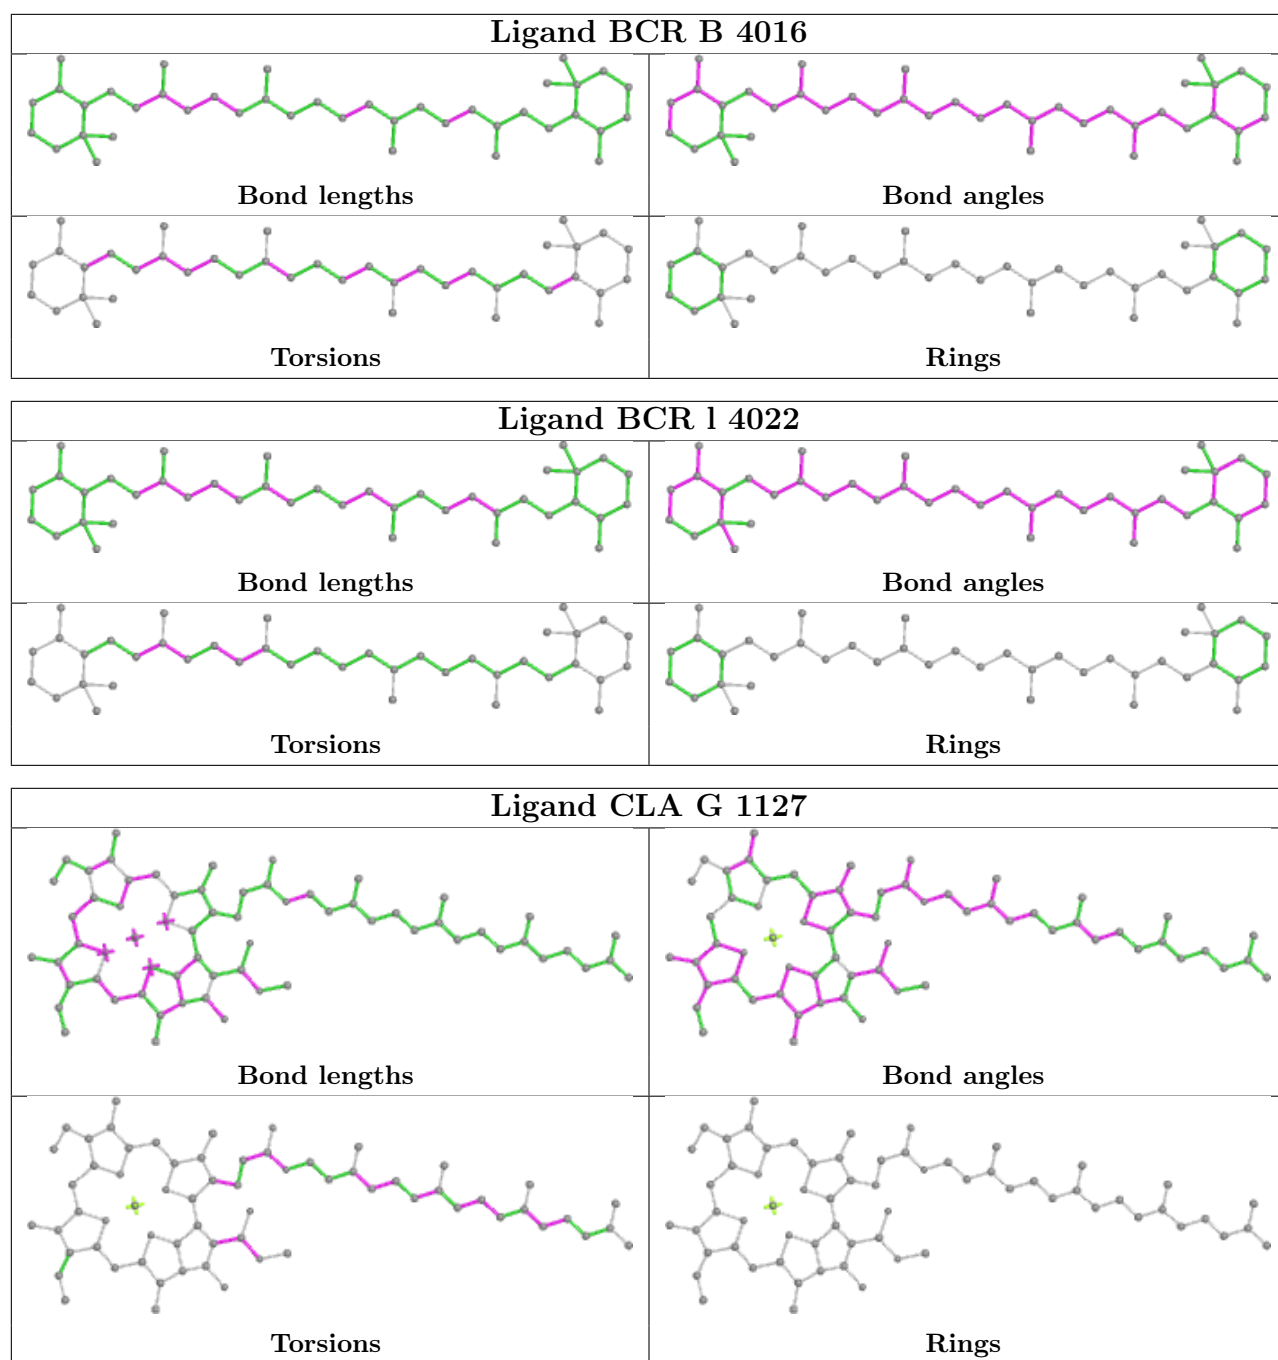 Ligand BCR B 4016
Bond lengths
Bond angles
Torsions
Rings
Ligand BCR l 4022
Bond lengths
Bond angles
Torsions
Rings
Ligand CLA G 1127
Bond lengths
Bond angles
Torsions
Rings